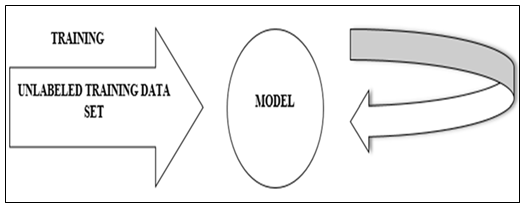 TRAINING
UNLABELED TRAINING DATA
SET
MODEL